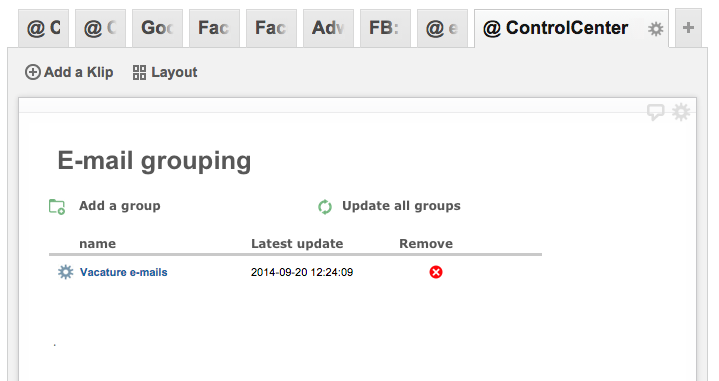 @ C @ C Goo Fac Fac Adv FB: @ e @ ControlCenter +
Add a Klip Layout
E-mail grouping
Add a group Update all groups
name Latest update Remove
Vacature e-mails 2014-09-20 12:24:09
.